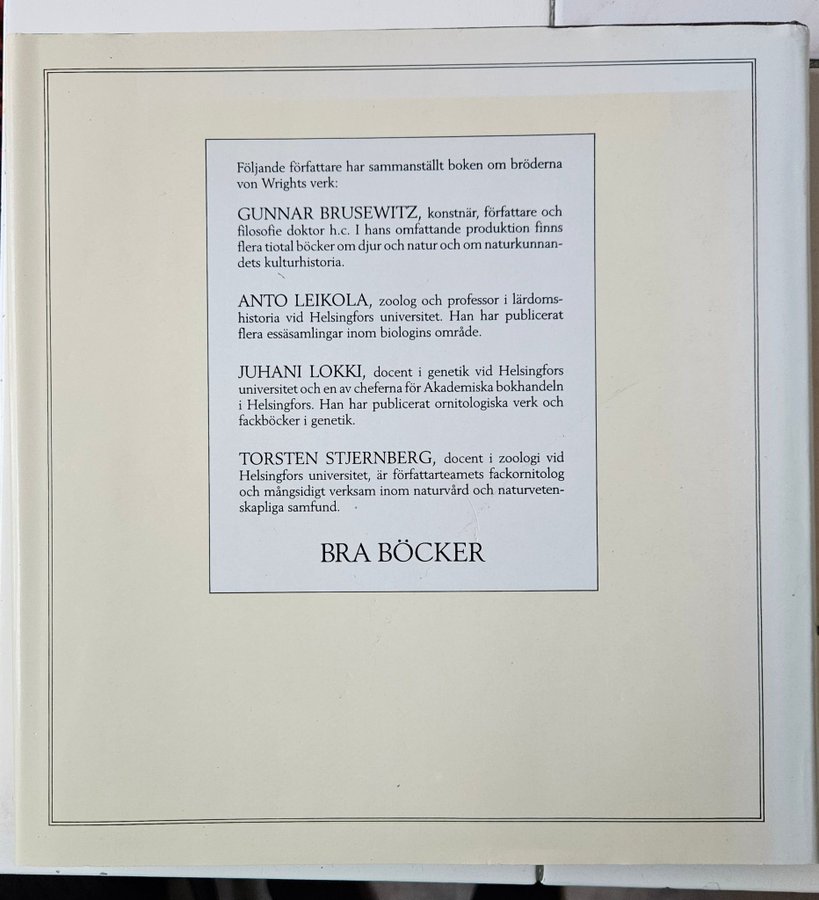 Följande författare har sammanställt boken om bröderna
von Wrights verk:
GUNNAR BRUSEWITZ, konstnär, författare och
filosofie doktor h.c. I hans omfattande produktion finns
flera tiotal böcker om djur och natur och om naturkunnan-
dets kulturhistoria.
ANTO LEIKOLA, zoolog och professor i lärdoms-
historia vid Helsingfors universitet. Han har publicerat
flera essäsamlingar inom biologins område.
JUHANI LOKKI, docent i genetik vid Helsingfors
universitet och en av cheferna för Akademiska bokhandeln
i Helsingfors. Han har publicerat ornitologiska verk och
fackböcker i genetik.
TORSTEN STJERNBERG, docent i zoologi vid
Helsingfors universitet, är författarteamets fackornitolog
och mångsidigt verksam inom naturvård och naturveten-
skapliga samfund.
BRA BÖCKER